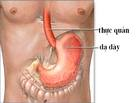 thực quản
dạ dày